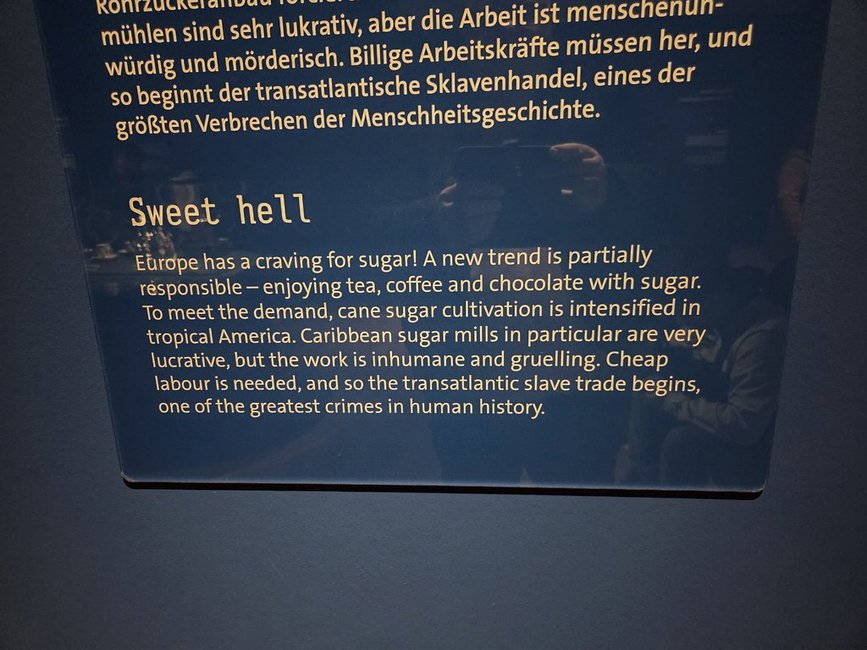 Rohrzuckeranbau
mühlen sind sehr lukrativ, aber die Arbeit ist menschenun-
würdig und mörderisch. Billige Arbeitskräfte müssen her, und
so beginnt der transatlantische Sklavenhandel, eines der
größten Verbrechen der Menschheitsgeschichte.
Sweet hell
Europe has a craving for sugar! A new trend is partially
responsible – enjoying tea, coffee and chocolate with sugar.
To meet the demand, cane sugar cultivation is intensified in
tropical America. Caribbean sugar mills in particular are very
lucrative, but the work is inhumane and gruelling. Cheap
labour is needed, and so the transatlantic slave trade begins,
one of the greatest crimes in human history.